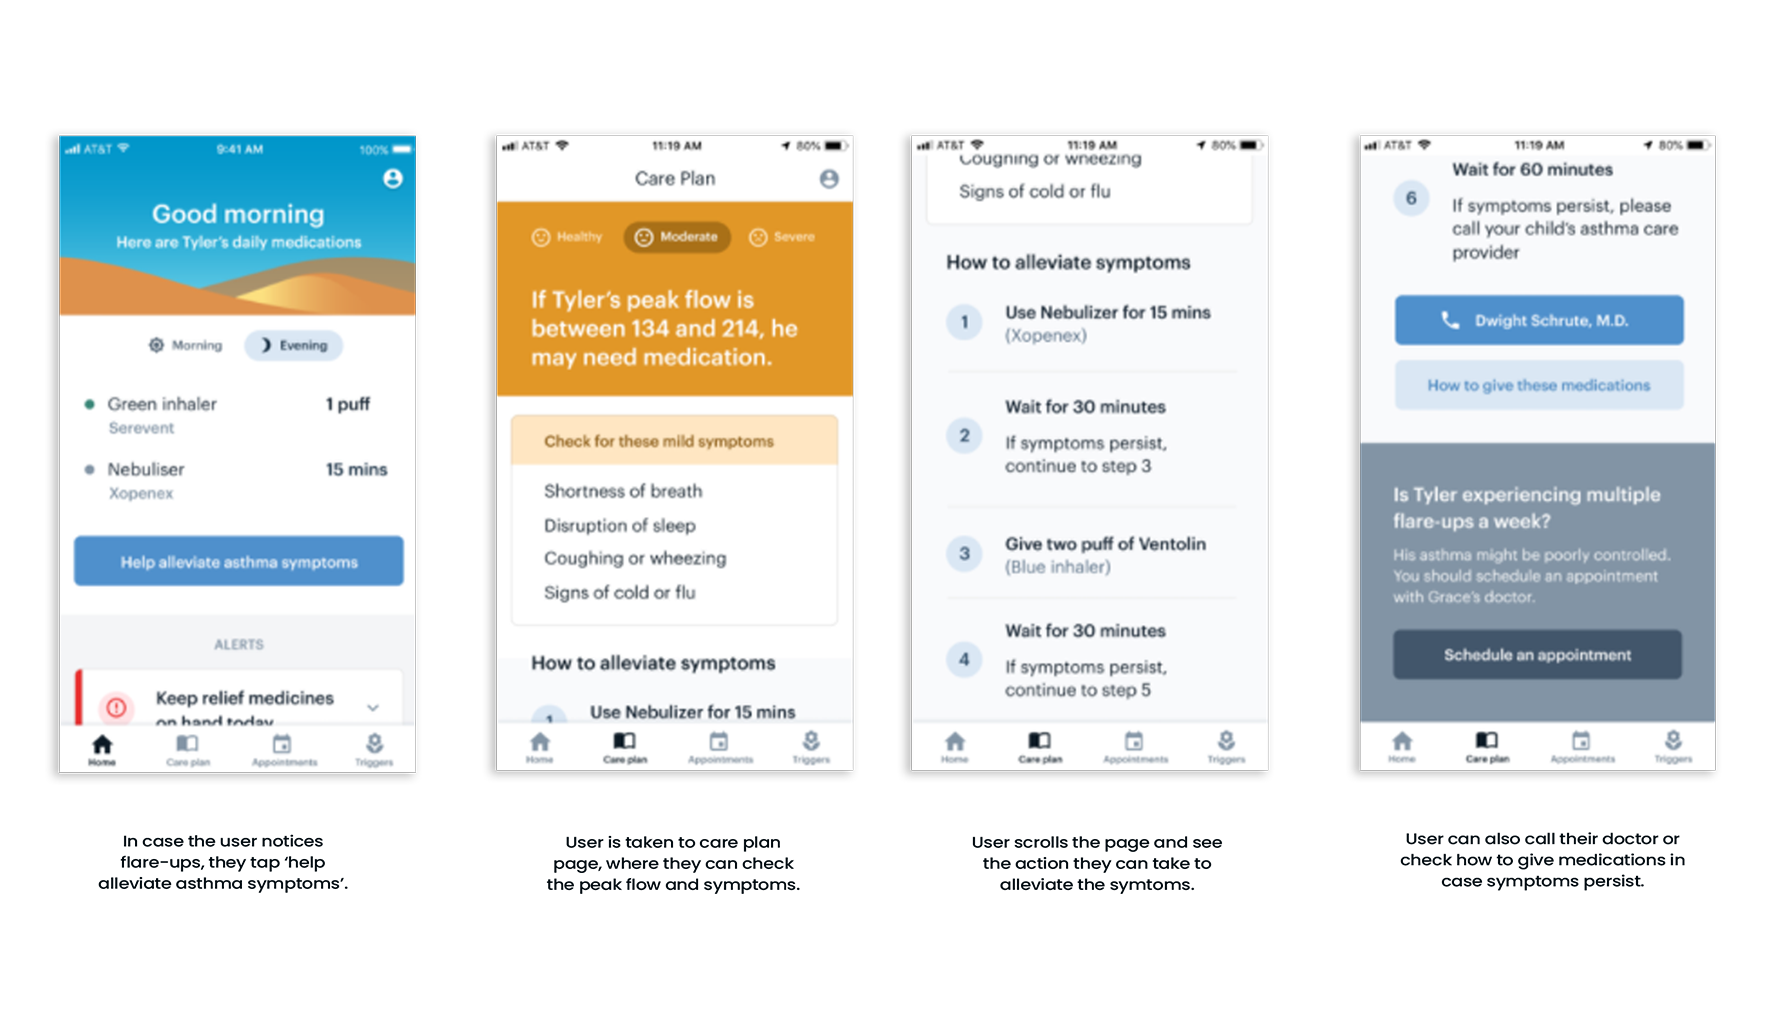 AT&T 9:41 AM 100%
Good morning
Here are Tyler's daily medications
Morning Evening
Green inhaler 1 puff
Serevent
Nebuliser 15 mins
Xopenex
Help alleviate asthma symptoms
ALERTS
Keep relief medicines
on hand today
Home Care plan Appointments Triggers
In case the user notices
flare-ups, they tap ‘help
alleviate asthma symptoms’.
AT&T 11:19 AM 80%
Care Plan
Healthy Moderate Severe
If Tyler's peak flow is
between 134 and 214, he
may need medication.
Check for these mild symptoms
Shortness of breath
Disruption of sleep
Coughing or wheezing
Signs of cold or flu
How to alleviate symptoms
1 Use Nebulizer for 15 mins
Home Care plan Appointments Triggers
User is taken to care plan
page, where they can check
the peak flow and symptoms.
AT&T 11:19 AM 80%
Coughing or wheezing
Signs of cold or flu
How to alleviate symptoms
1 Use Nebulizer for 15 mins
(Xopenex)
Wait for 30 minutes
2 If symptoms persist,
continue to step 3
3 Give two puff of Ventolin
(Blue inhaler)
Wait for 30 minutes
4 If symptoms persist,
continue to step 5
Home Care plan Appointments Triggers
User scrolls the page and see
the action they can take to
alleviate the symtoms.
AT&T 11:19 AM 80%
Wait for 60 minutes
6 If symptoms persist, please
call your child's asthma care
provider
Dwight Schrute, M.D.
How to give these medications
Is Tyler experiencing multiple
flare-ups a week?
His asthma might be poorly controlled.
You should schedule an appointment
with Grace's doctor.
Schedule an appointment
Home Care plan Appointments Triggers
User can also call their doctor or
check how to give medications in
case symptoms persist.